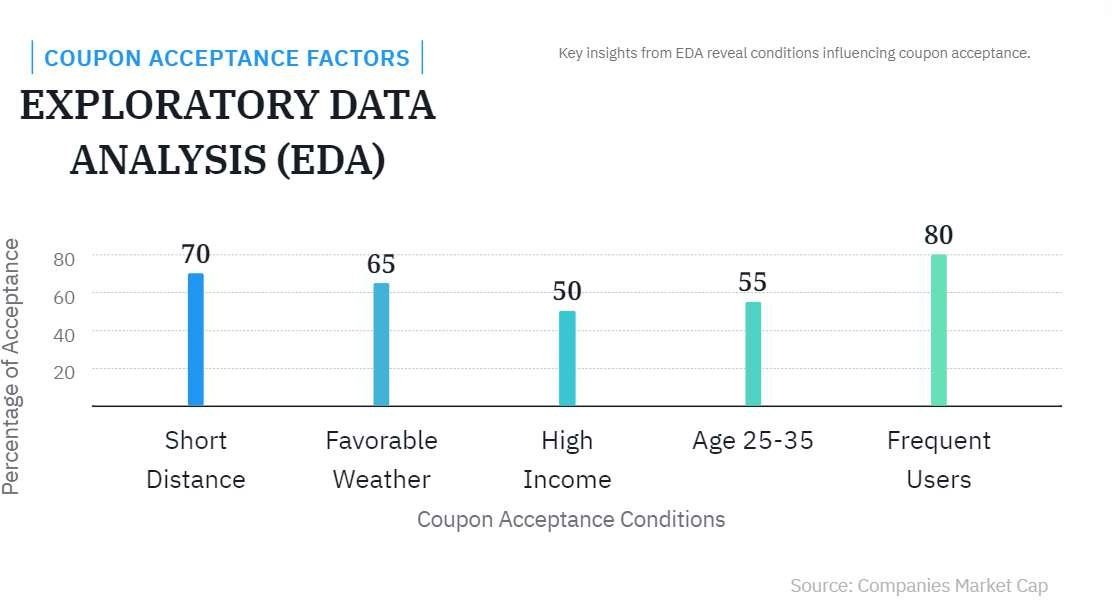 COUPON ACCEPTANCE FACTORS
EXPLORATORY DATA
ANALYSIS (EDA)
Key insights from EDA reveal conditions influencing coupon acceptance.
Percentage of Acceptance
80
60
40
20
70
65
50
55
80
Short
Distance
Favorable
Weather
High
Income
Age 25-35
Frequent
Users
Coupon Acceptance Conditions
Source: Companies Market Cap